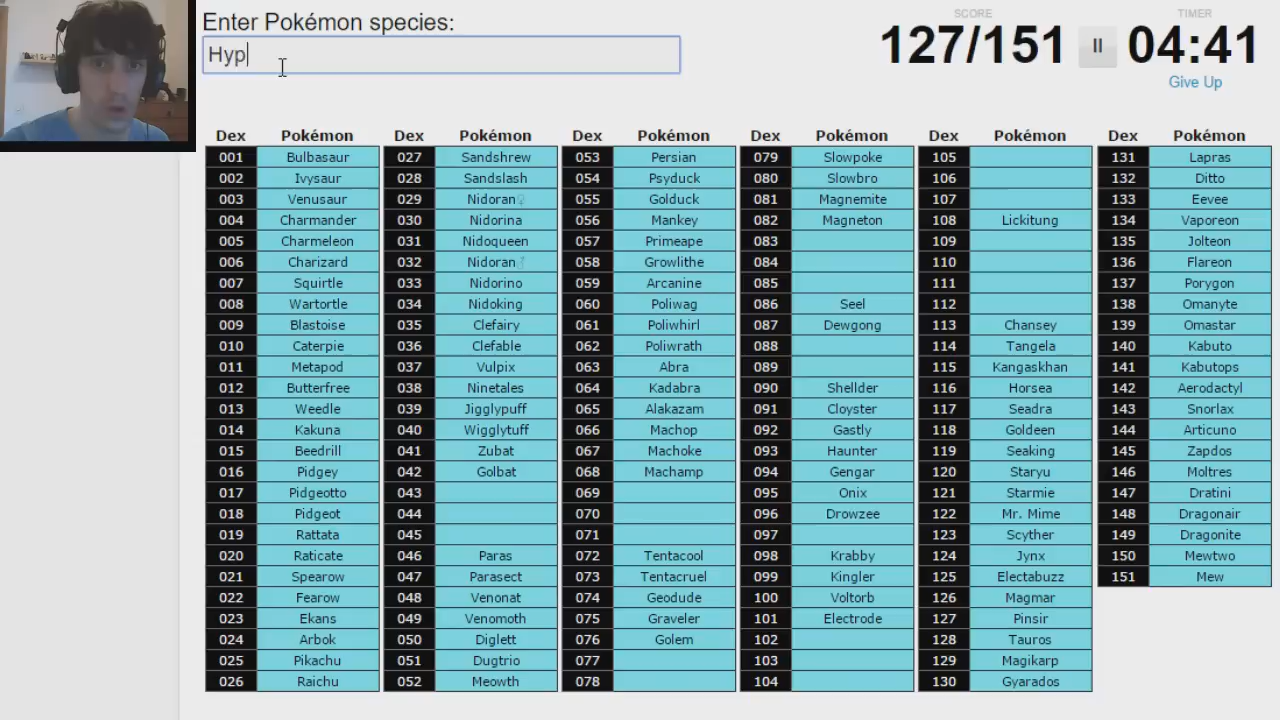 Enter Pokémon species:
Hyp
SCORE
127/151
TIMER
04:41
Give Up
Dex Pokémon Dex Pokémon Dex Pokémon Dex Pokémon Dex Pokémon Dex Pokémon
001 Bulbasaur 027 Sandshrew 053 Persian 079 Slowpoke 105 131 Lapras
002 Ivysaur 028 Sandslash 054 Psyduck 080 Slowbro 106 132 Ditto
003 Venusaur 029 Nidoran♀ 055 Golduck 081 Magnemite 107 133 Eevee
004 Charmander 030 Nidorina 056 Mankey 082 Magneton 108 Lickitung 134 Vaporeon
005 Charmeleon 031 Nidoqueen 057 Primeape 083 109 135 Jolteon
006 Charizard 032 Nidoran♂ 058 Growlithe 084 110 136 Flareon
007 Squirtle 033 Nidorino 059 Arcanine 085 111 137 Porygon
008 Wartortle 034 Nidoking 060 Poliwag 086 Seel 112 138 Omanyte
009 Blastoise 035 Clefairy 061 Poliwhirl 087 Dewgong 113 Chansey 139 Omastar
010 Caterpie 036 Clefable 062 Poliwrath 088 114 Tangela 140 Kabuto
011 Metapod 037 Vulpix 063 Abra 089 115 Kangaskhan 141 Kabutops
012 Butterfree 038 Ninetales 064 Kadabra 090 Shellder 116 Horsea 142 Aerodactyl
013 Weedle 039 Jigglypuff 065 Alakazam 091 Cloyster 117 Seadra 143 Snorlax
014 Kakuna 040 Wigglytuff 066 Machop 092 Gastly 118 Goldeen 144 Articuno
015 Beedrill 041 Zubat 067 Machoke 093 Haunter 119 Seaking 145 Zapdos
016 Pidgey 042 Golbat 068 Machamp 094 Gengar 120 Staryu 146 Moltres
017 Pidgeotto 043 069 095 Onix 121 Starmie 147 Dratini
018 Pidgeot 044 070 096 Drowzee 122 Mr. Mime 148 Dragonair
019 Rattata 045 071 097 123 Scyther 149 Dragonite
020 Raticate 046 Paras 072 Tentacool 098 Krabby 124 Jynx 150 Mewtwo
021 Spearow 047 Parasect 073 Tentacruel 099 Kingler 125 Electabuzz 151 Mew
022 Fearow 048 Venonat 074 Geodude 100 Voltorb 126 Magmar
023 Ekans 049 Venomoth 075 Graveler 101 Electrode 127 Pinsir
024 Arbok 050 Diglett 076 Golem 102 128 Tauros
025 Pikachu 051 Dugtrio 077 103 129 Magikarp
026 Raichu 052 Meowth 078 104 130 Gyarados